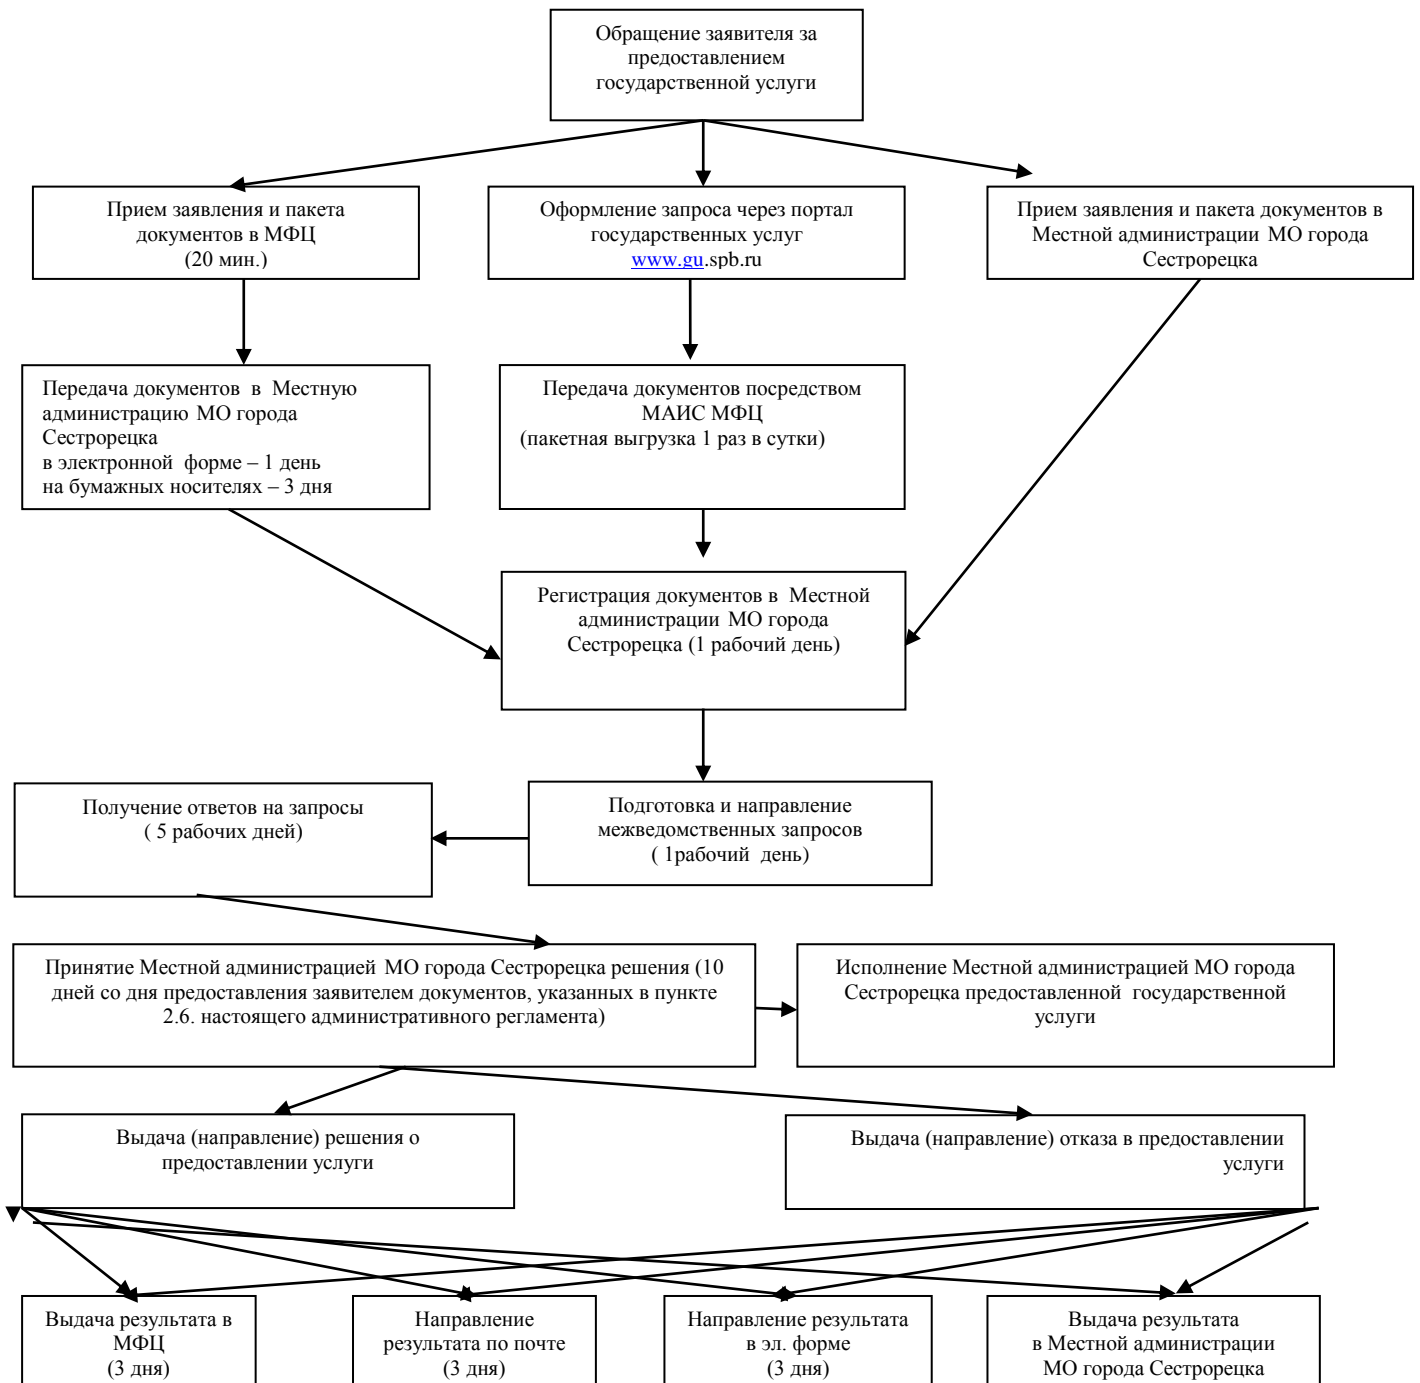 Обращение заявителя за
предоставлением
государственной услуги
Прием заявления и пакета
документов в МФЦ
(20 мин.)
Оформление запроса через портал
государственных услуг
www.gu.spb.ru
Прием заявления и пакета документов в
Местной администрации МО города
Сестрорецка
Передача документов в Местную
администрацию МО города
Сестрорецка
в электронной форме – 1 день
на бумажных носителях – 3 дня
Передача документов посредством
МАИС МФЦ
(пакетная выгрузка 1 раз в сутки)
Регистрация документов в Местной
администрации МО города
Сестрорецка (1 рабочий день)
Получение ответов на запросы
( 5 рабочих дней)
Подготовка и направление
межведомственных запросов
( 1рабочий день)
Принятие Местной администрацией МО города Сестрорецка решения (10
дней со дня предоставления заявителем документов, указанных в пункте
2.6. настоящего административного регламента)
Исполнение Местной администрацией МО города
Сестрорецка предоставленной государственной
услуги
Выдача (направление) решения о
предоставлении услуги
Выдача (направление) отказа в предоставлении
услуги
Выдача результата в
МФЦ
(3 дня)
Направление
результата по почте
(3 дня)
Направление результата
в эл. форме
(3 дня)
Выдача результата
в Местной администрации
МО города Сестрорецка